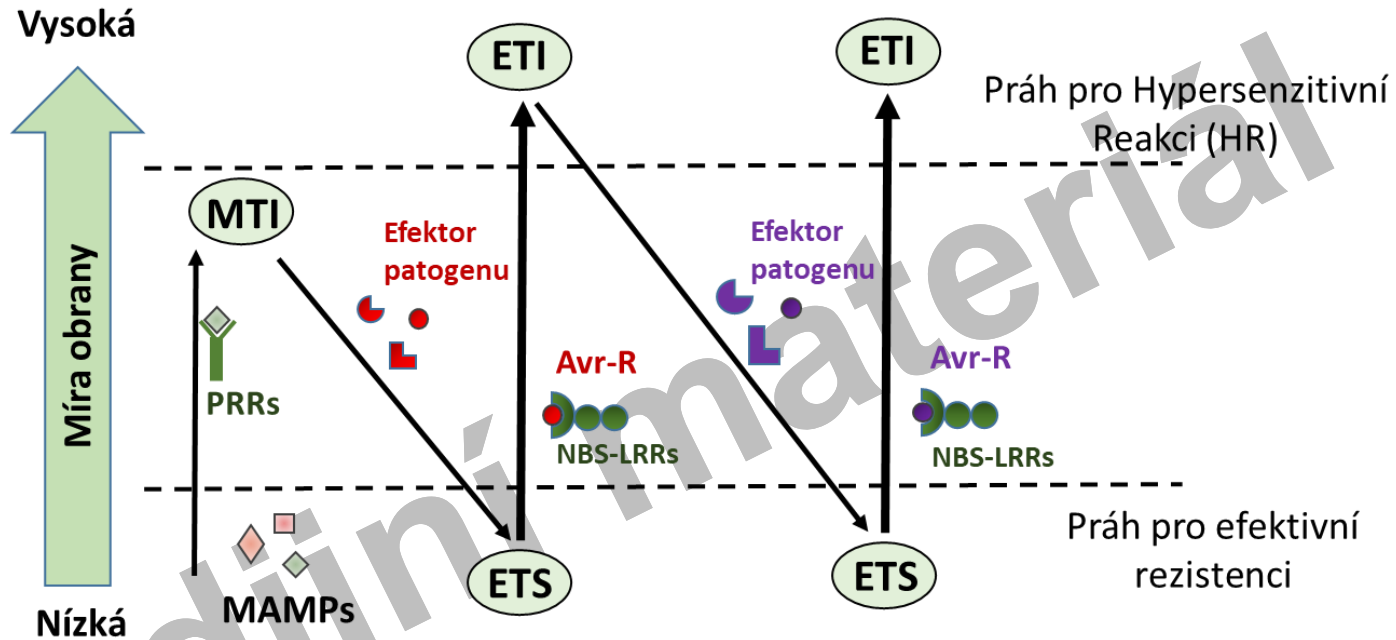 Vysoká
ETI
ETI
Práh pro Hypersenzitivní
Reakci (HR)
MTI
Efektor
patogenu
Efektor
patogenu
Míra obrany
PRRs
Avr-R
NBS-LRRs
Avr-R
NBS-LRRs
MAMPs
ETS
ETS
Práh pro efektivní
rezistenci
Nízká
dijní materiál